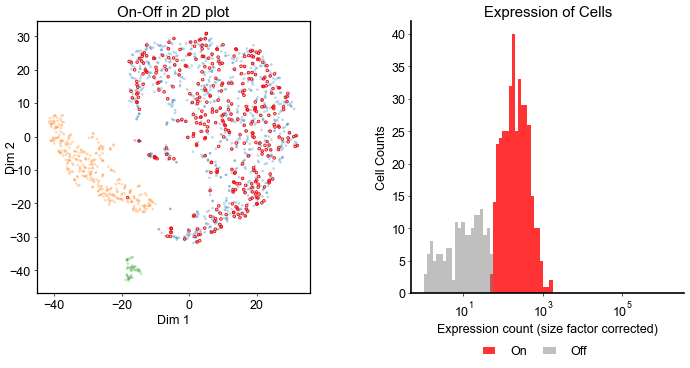 On-Off in 2D plot
30
20
10
0
−10
−20
−30
−40
Dim 2
−40 −20 0 20
Dim 1
Expression of Cells
40
35
30
25
20
15
10
5
0
Cell Counts
10^1 10^3 10^5
Expression count (size factor corrected)
On Off